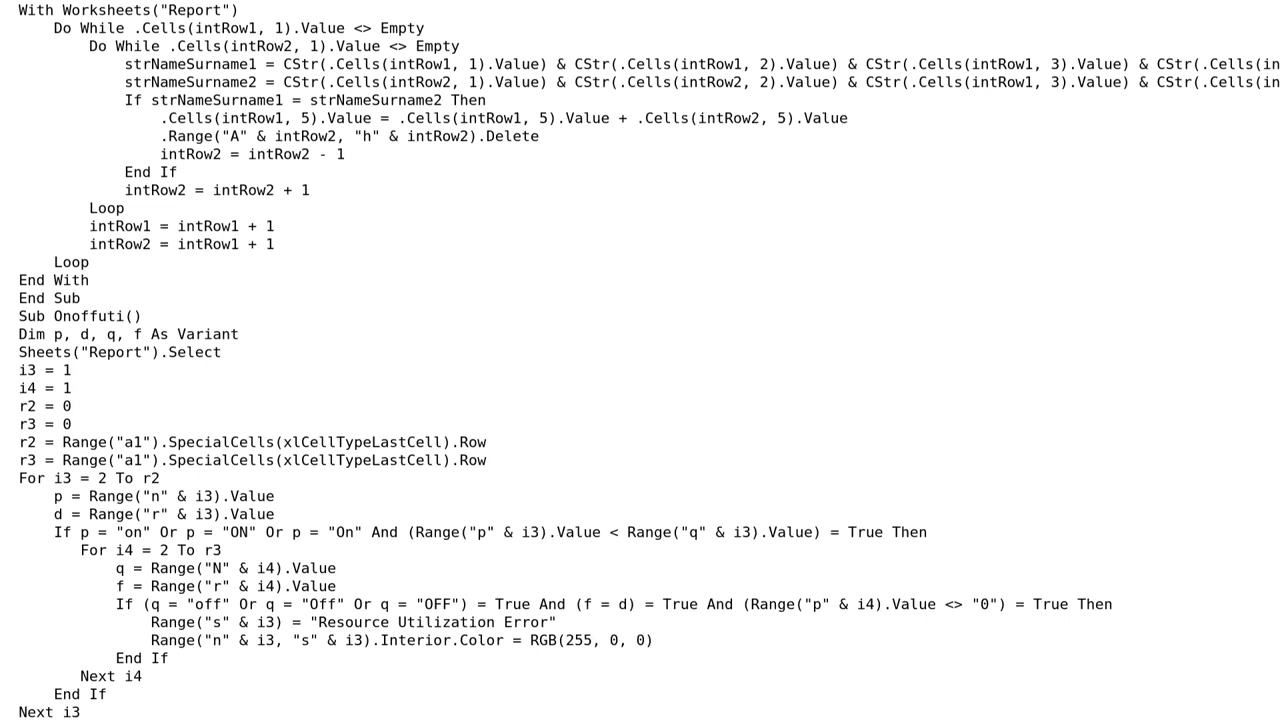 With Worksheets("Report")
    Do While .Cells(intRow1, 1).Value <> Empty
        Do While .Cells(intRow2, 1).Value <> Empty
            strNameSurname1 = CStr(.Cells(intRow1, 1).Value) & CStr(.Cells(intRow1, 2).Value) & CStr(.Cells(intRow1, 3).Value) & CStr(.Cells(in
            strNameSurname2 = CStr(.Cells(intRow2, 1).Value) & CStr(.Cells(intRow2, 2).Value) & CStr(.Cells(intRow1, 3).Value) & CStr(.Cells(in
            If strNameSurname1 = strNameSurname2 Then
                .Cells(intRow1, 5).Value = .Cells(intRow1, 5).Value + .Cells(intRow2, 5).Value
                .Range("A" & intRow2, "h" & intRow2).Delete
                intRow2 = intRow2 - 1
            End If
            intRow2 = intRow2 + 1
        Loop
        intRow1 = intRow1 + 1
        intRow2 = intRow1 + 1
    Loop
End With
End Sub
Sub Onoffuti()
Dim p, d, q, f As Variant
Sheets("Report").Select
i3 = 1
i4 = 1
r2 = 0
r3 = 0
r2 = Range("a1").SpecialCells(xlCellTypeLastCell).Row
r3 = Range("a1").SpecialCells(xlCellTypeLastCell).Row
For i3 = 2 To r2
    p = Range("n" & i3).Value
    d = Range("r" & i3).Value
    If p = "on" Or p = "ON" Or p = "On" And (Range("p" & i3).Value < Range("q" & i3).Value) = True Then
       For i4 = 2 To r3
           q = Range("N" & i4).Value
           f = Range("r" & i4).Value
           If (q = "off" Or q = "Off" Or q = "OFF") = True And (f = d) = True And (Range("p" & i4).Value <> "0") = True Then
               Range("s" & i3) = "Resource Utilization Error"
               Range("n" & i3, "s" & i3).Interior.Color = RGB(255, 0, 0)
           End If
       Next i4
    End If
Next i3